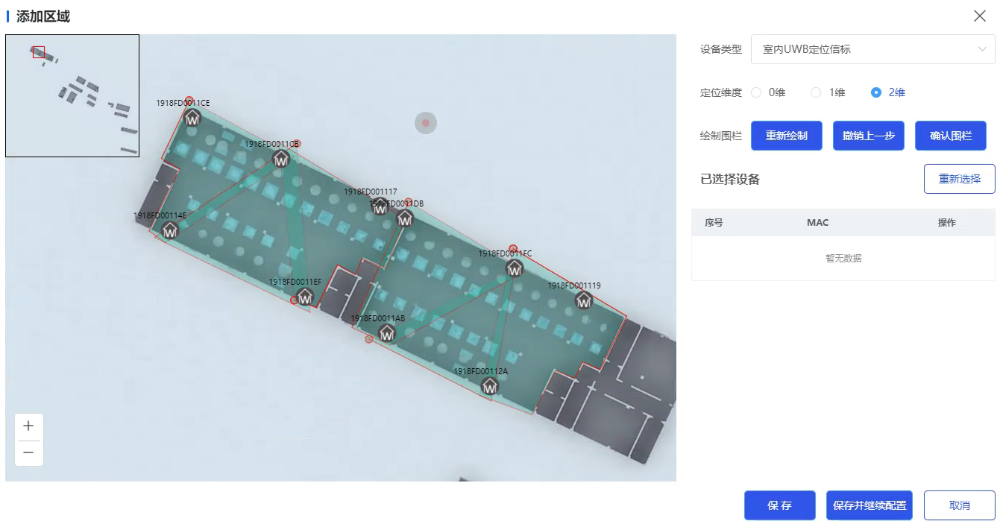 添加区域
设备类型 室内UWB定位信标
定位维度 0维 1维 2维
绘制围栏 重新绘制 撤销上一步 确认围栏
已选择设备 重新选择
序号 MAC 操作
暂无数据
1918FD0011CE
1918FD0011CB
1918FD001117
1918FD0011DB
1918FD00114E
1918FD0011FC
1918FD0011EF
1918FD001119
1918FD0011AB
1918FD00112A
+
−
保存 保存并继续配置 取消